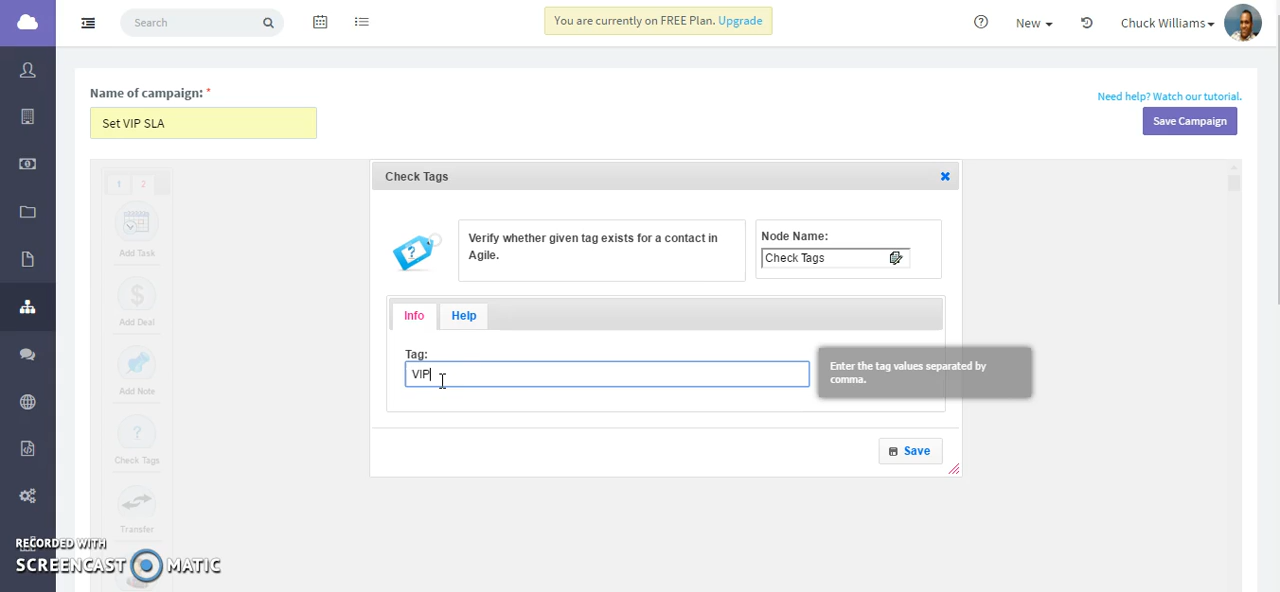 Search
You are currently on FREE Plan. Upgrade
New
Chuck Williams
Name of campaign: *
Need help? Watch our tutorial.
Set VIP SLA
Save Campaign
Check Tags
1 2
Verify whether given tag exists for a contact in
Agile.
Node Name:
Check Tags
Add Task
Info Help
Add Deal
Tag:
VIP
Enter the tag values separated by
comma.
Add Note
Save
Check Tags
Transfer
RECORDED WITH
SCREENCAST MATIC